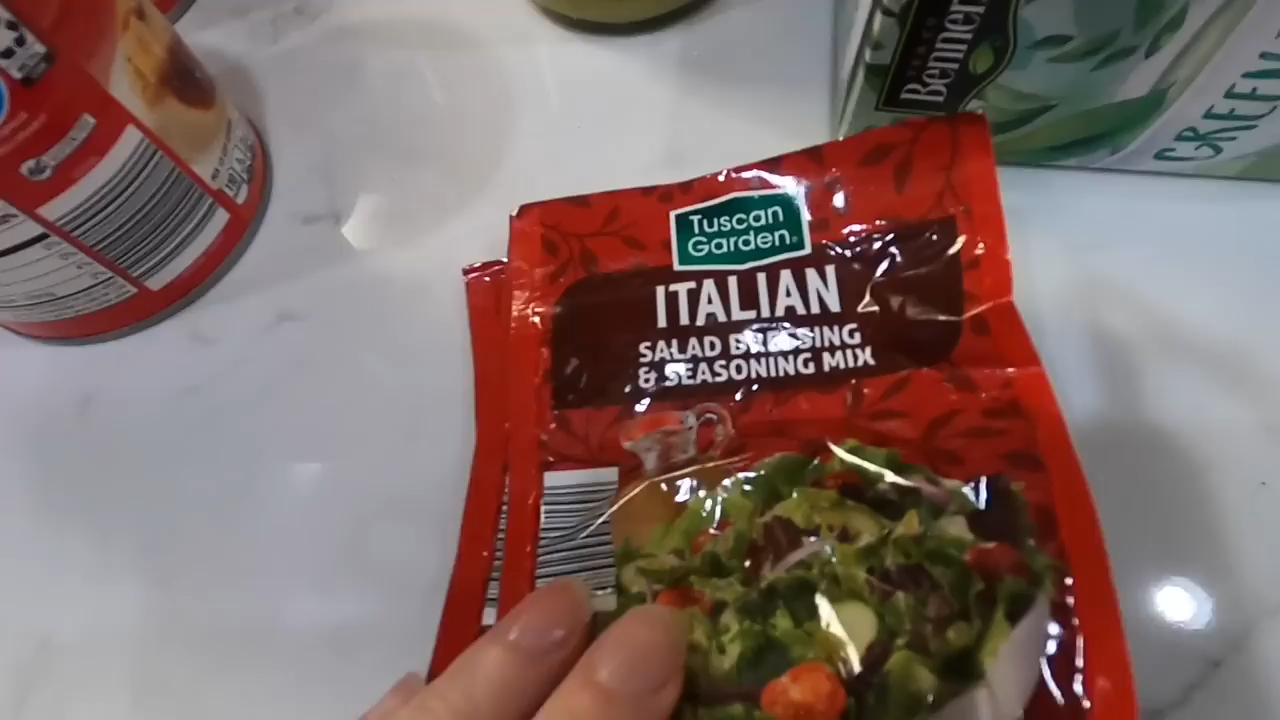 Benner
GREEN
Tuscan
Garden
ITALIAN
SALAD DRESSING
& SEASONING MIX